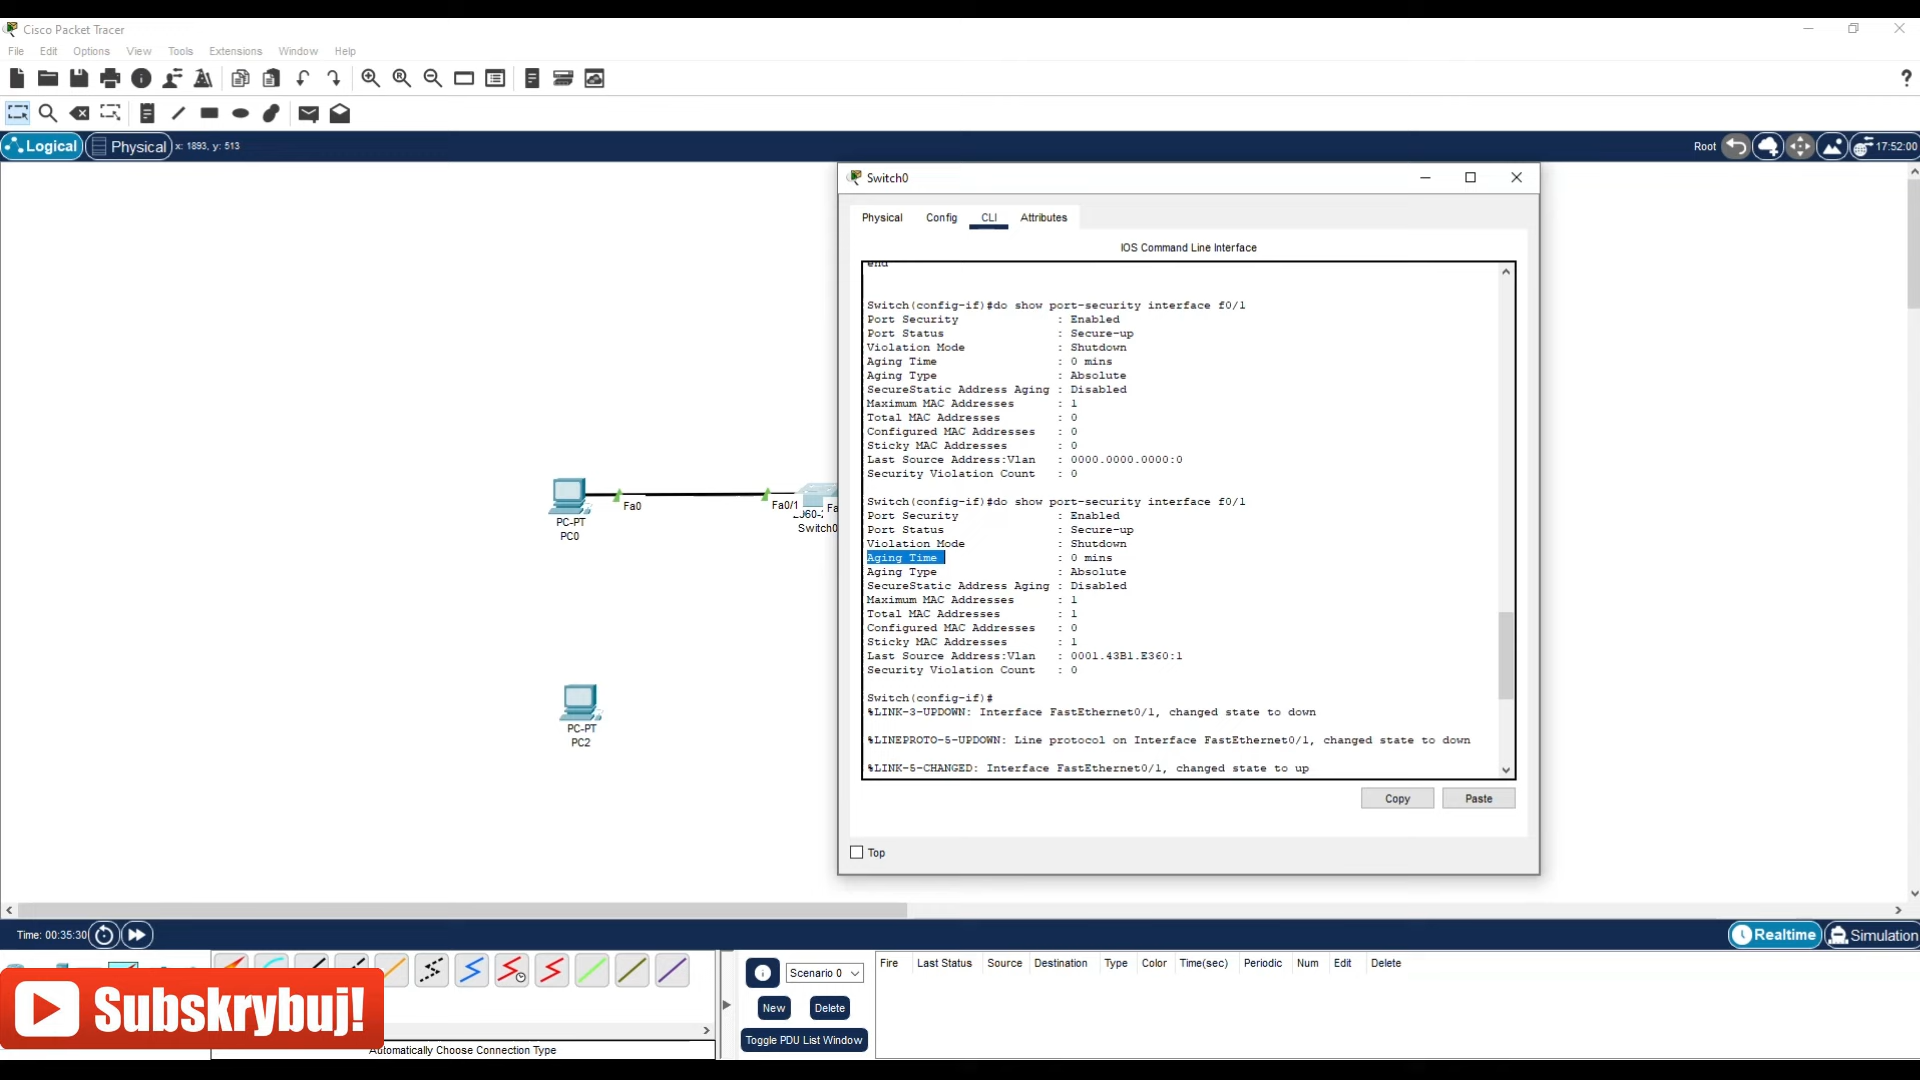 Cisco Packet Tracer
File Edit Options View Tools Extensions Window Help
?
Logical Physical x: 1893, y: 513 Root 17:52:00
Switch0
Physical Config CLI Attributes
IOS Command Line Interface
end
Switch(config-if)#do show port-security interface f0/1
Port Security : Enabled
Port Status : Secure-up
Violation Mode : Shutdown
Aging Time : 0 mins
Aging Type : Absolute
SecureStatic Address Aging : Disabled
Maximum MAC Addresses : 1
Total MAC Addresses : 0
Configured MAC Addresses : 0
Sticky MAC Addresses : 0
Last Source Address:Vlan : 0000.0000.0000:0
Security Violation Count : 0
Switch(config-if)#do show port-security interface f0/1
Port Security : Enabled
Port Status : Secure-up
Violation Mode : Shutdown
Aging Time : 0 mins
Aging Type : Absolute
SecureStatic Address Aging : Disabled
Maximum MAC Addresses : 1
Total MAC Addresses : 1
Configured MAC Addresses : 0
Sticky MAC Addresses : 1
Last Source Address:Vlan : 0001.43B1.E360:1
Security Violation Count : 0
Switch(config-if)#
%LINK-3-UPDOWN: Interface FastEthernet0/1, changed state to down
%LINEPROTO-5-UPDOWN: Line protocol on Interface FastEthernet0/1, changed state to down
%LINK-5-CHANGED: Interface FastEthernet0/1, changed state to up
Copy Paste
Top
Fa0
Fa0/1
Fa
Switch0
PC-PT
PC0
PC-PT
PC2
Time: 00:35:30 Realtime Simulation
Scenario 0
New Delete
Toggle PDU List Window
Fire Last Status Source Destination Type Color Time(sec) Periodic Num Edit Delete
Subskrybuj!
Automatically Choose Connection Type